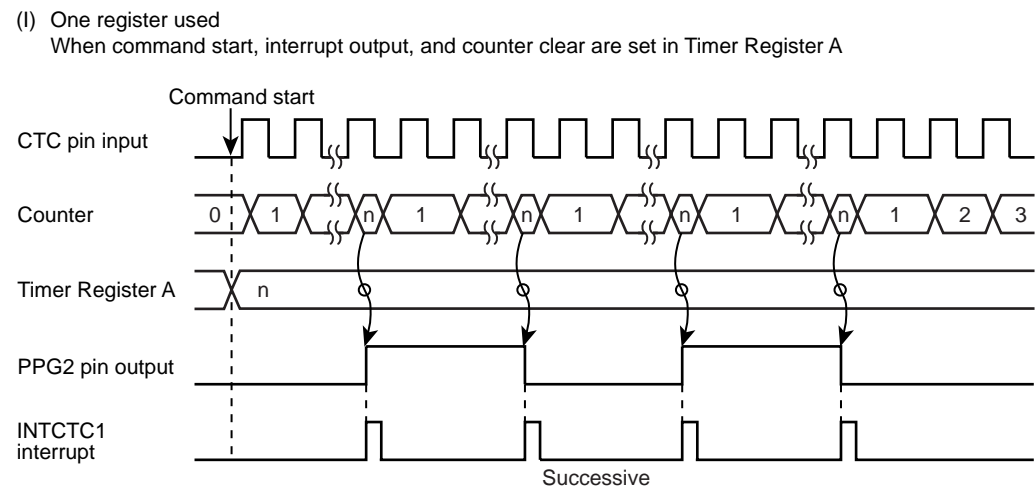 (I) One register used
When command start, interrupt output, and counter clear are set in Timer Register A
Command start
CTC pin input
Counter 0 1 n 1 n 1 n 1 n 1 2 3
Timer Register A n
PPG2 pin output
INTCTC1
interrupt
Successive